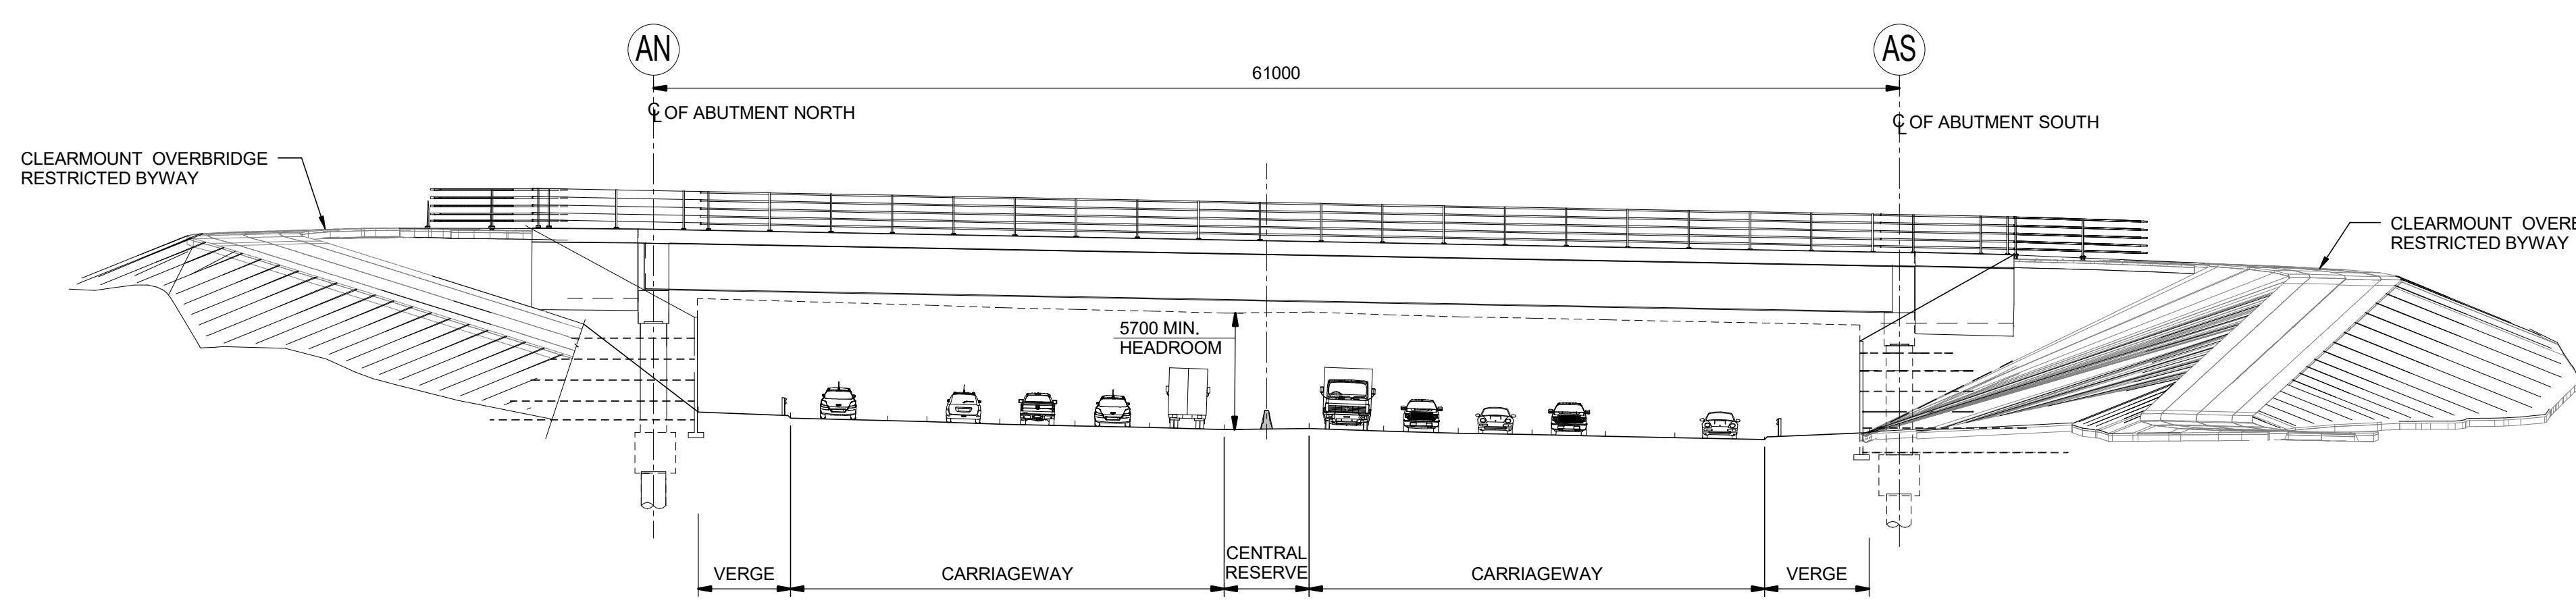 AN
AS
61000
℄ OF ABUTMENT NORTH
℄ OF ABUTMENT SOUTH
CLEARMOUNT OVERBRIDGE
RESTRICTED BYWAY
CLEARMOUNT
RESTRICTED BYWAY
5700 MIN.
HEADROOM
VERGE
CARRIAGEWAY
CENTRAL
RESERVE
CARRIAGEWAY
VERGE